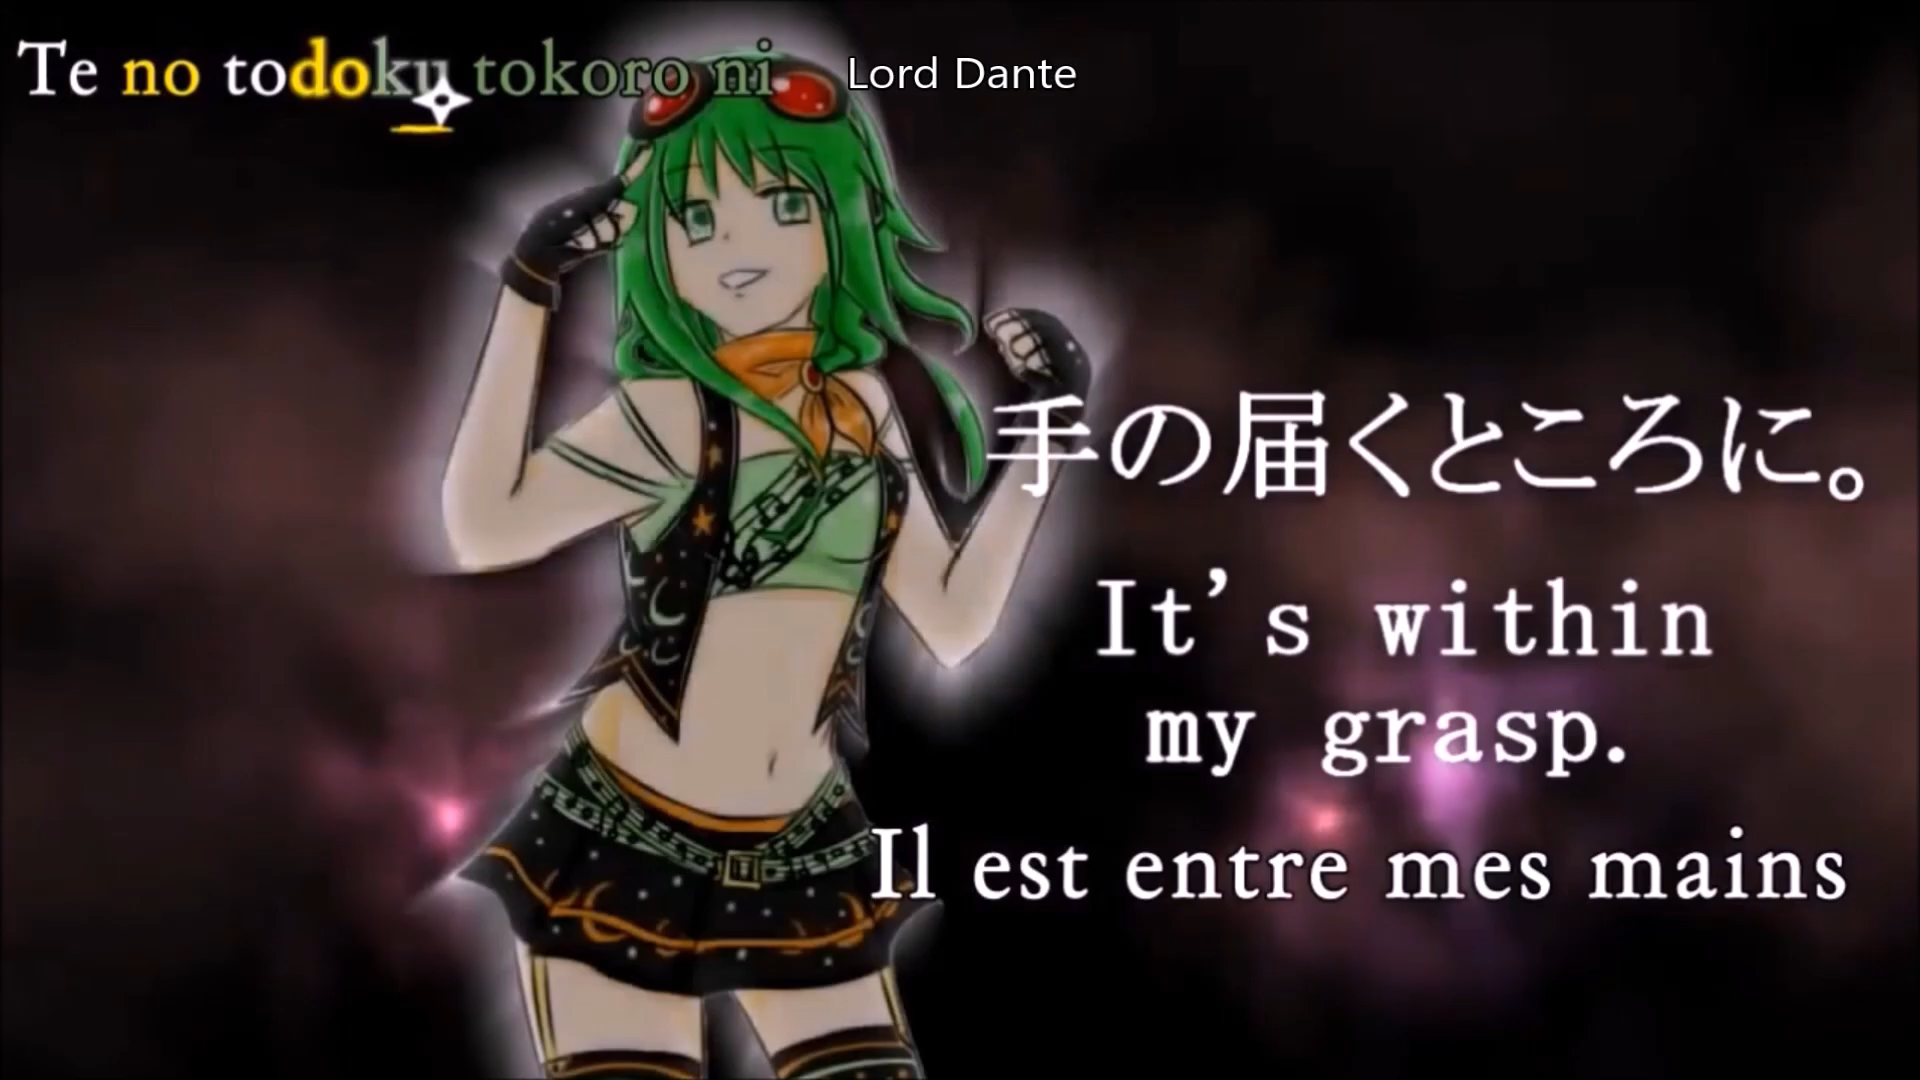 Te no todoku tokoro ni
Lord Dante
手の届くところに。
It's within
my grasp.
Il est entre mes mains